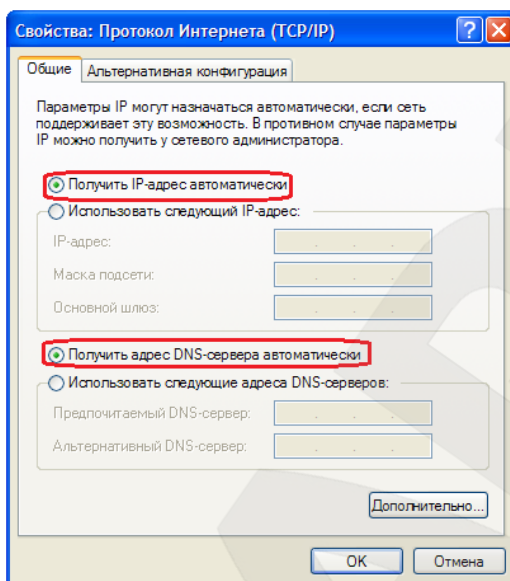 Свойства: Протокол Интернета (TCP/IP)
Общие
Альтернативная конфигурация
Параметры IP могут назначаться автоматически, если сеть
поддерживает эту возможность. В противном случае параметры
IP можно получить у сетевого администратора.
Получить IP-адрес автоматически
Использовать следующий IP-адрес:
IP-адрес:
Маска подсети:
Основной шлюз:
Получить адрес DNS-сервера автоматически
Использовать следующие адреса DNS-серверов:
Предпочитаемый DNS-сервер:
Альтернативный DNS-сервер:
Дополнительно...
OK
Отмена